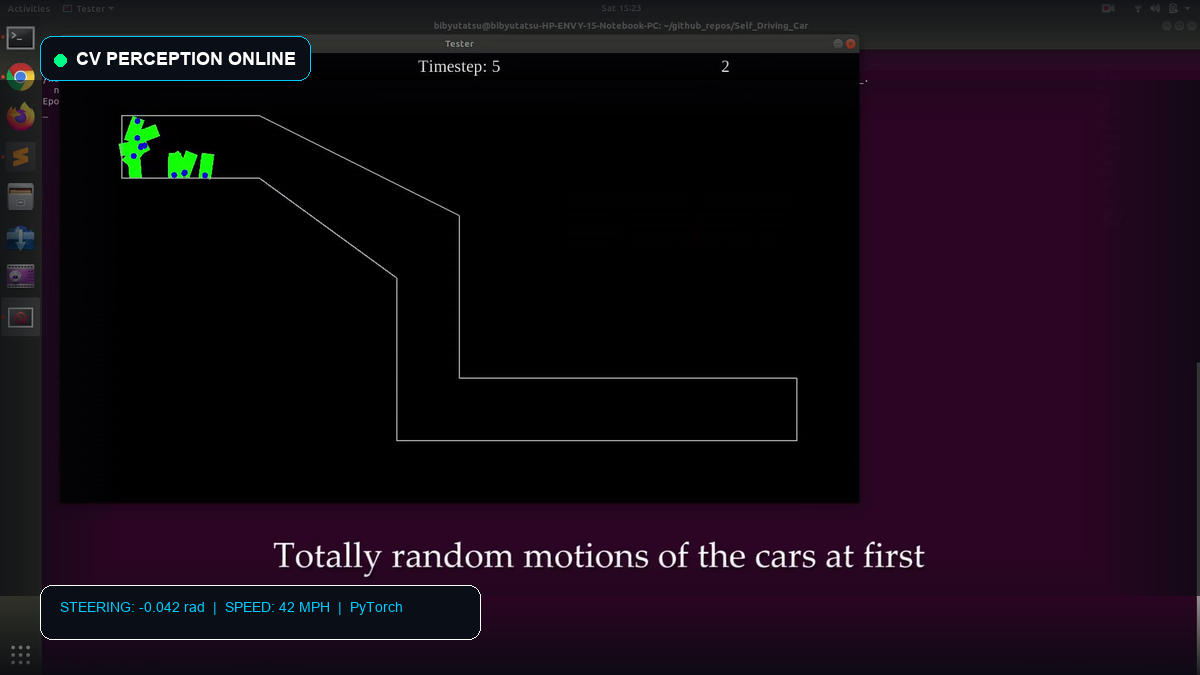 Activities
Tester
Sat 15:23
bibyutatsu@bibyutatsu-HP-ENVY-15-Notebook-PC: ~/github_repos/Self_Driving_Car
Tester
CV PERCEPTION ONLINE
Timestep: 5
2
Epo
Totally random motions of the cars at first
STEERING: -0.042 rad | SPEED: 42 MPH | PyTorch